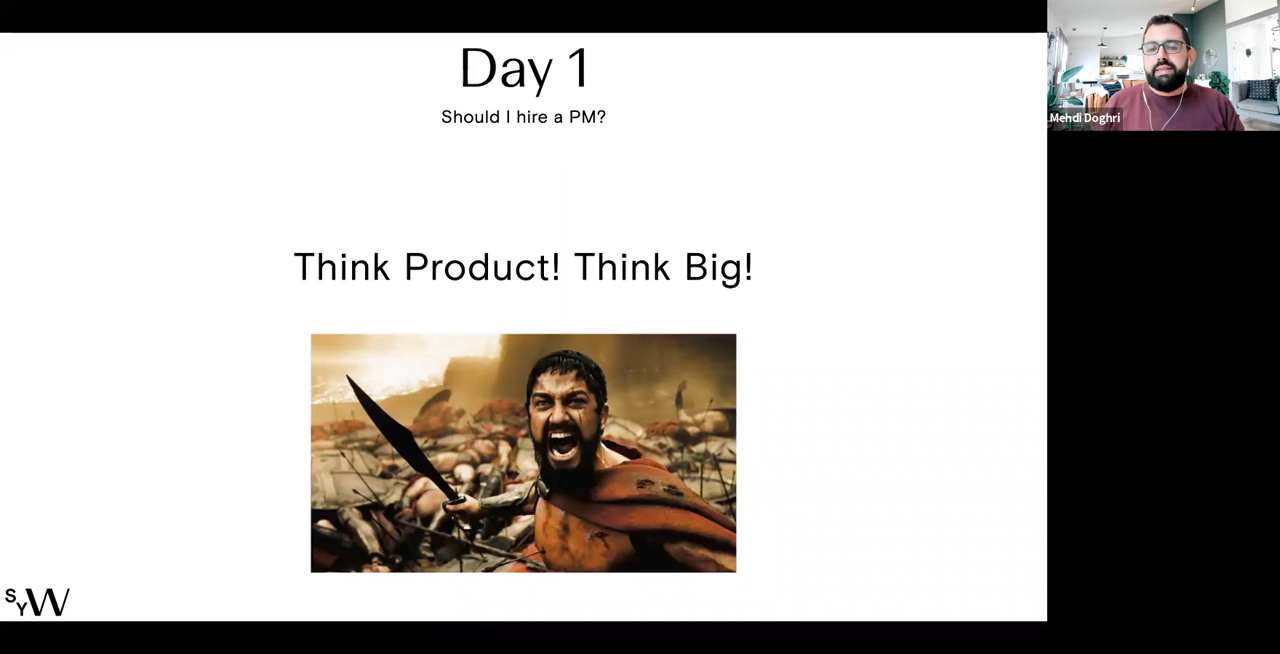 Day 1
Should I hire a PM?
Think Product! Think Big!
SYW
Mehdi Doghri